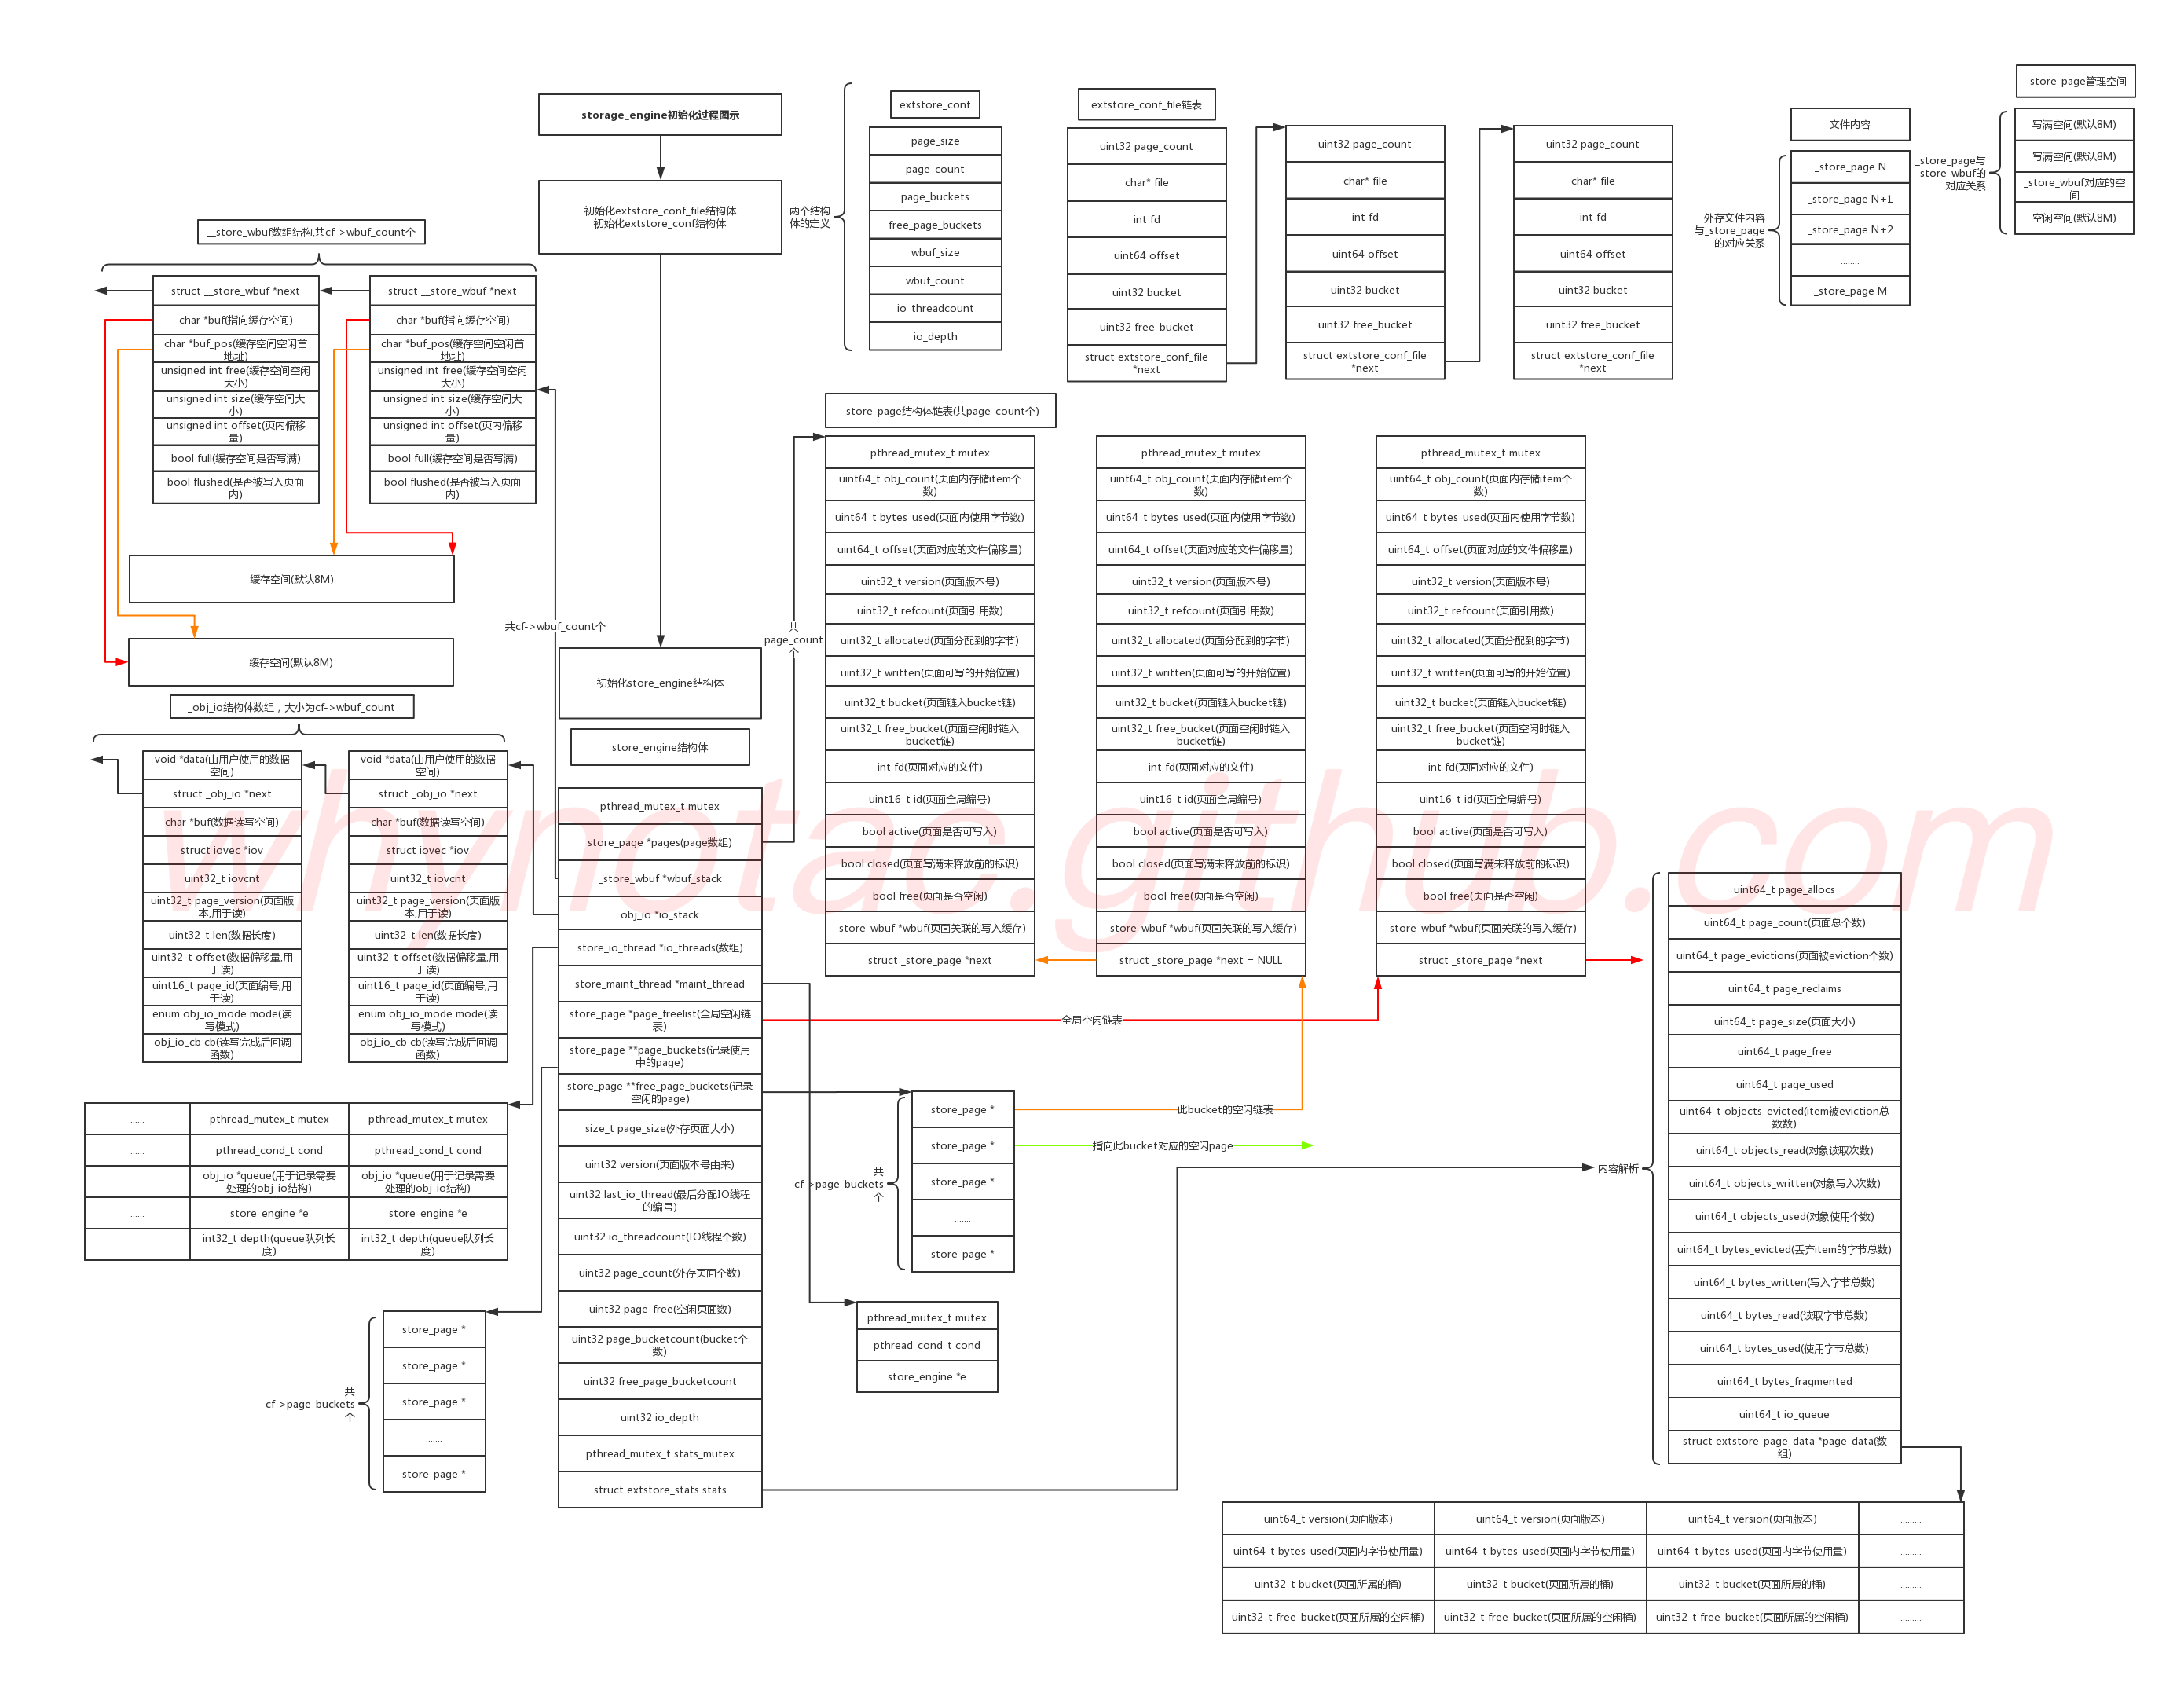 storage_engine初始化过程图示
初始化extstore_conf_file结构体
初始化extstore_conf结构体
两个结构
体的定义
extstore_conf
page_size
page_count
page_buckets
free_page_buckets
wbuf_size
wbuf_count
io_threadcount
io_depth
extstore_conf_file链表
uint32 page_count
char* file
int fd
uint64 offset
uint32 bucket
uint32 free_bucket
struct extstore_conf_file
*next
uint32 page_count
char* file
int fd
uint64 offset
uint32 bucket
uint32 free_bucket
struct extstore_conf_file
*next
uint32 page_count
char* file
int fd
uint64 offset
uint32 bucket
uint32 free_bucket
struct extstore_conf_file
*next
文件内容
外存文件内容
与_store_page
的对应关系
_store_page N
_store_page N+1
_store_page N+2
........
_store_page M
_store_page管理空间
_store_page与
_store_wbuf的
对应关系
写满空间(默认8M)
写满空间(默认8M)
_store_wbuf对应的空
间
空闲空间(默认8M)
__store_wbuf数组结构,共cf->wbuf_count个
struct __store_wbuf *next
char *buf(指向缓存空间)
char *buf_pos(缓存空间空闲首
地址)
unsigned int free(缓存空间空闲
大小)
unsigned int size(缓存空间大
小)
unsigned int offset(页内偏移
量)
bool full(缓存空间是否写满)
bool flushed(是否被写入页面
内)
struct __store_wbuf *next
char *buf(指向缓存空间)
char *buf_pos(缓存空间空闲首
地址)
unsigned int free(缓存空间空闲
大小)
unsigned int size(缓存空间大
小)
unsigned int offset(页内偏移
量)
bool full(缓存空间是否写满)
bool flushed(是否被写入页面
内)
缓存空间(默认8M)
缓存空间(默认8M)
共cf->wbuf_count个
_obj_io结构体数组，大小为cf->wbuf_count
void *data(由用户使用的数据
空间)
struct _obj_io *next
char *buf(数据读写空间)
struct iovec *iov
uint32_t iovcnt
uint32_t page_version(页面版
本,用于读)
uint32_t len(数据长度)
uint32_t offset(数据偏移量,用
于读)
uint16_t page_id(页面编号,用
于读)
enum obj_io_mode mode(读
写模式)
obj_io_cb cb(读写完成后回调
函数)
void *data(由用户使用的数据
空间)
struct _obj_io *next
char *buf(数据读写空间)
struct iovec *iov
uint32_t iovcnt
uint32_t page_version(页面版
本,用于读)
uint32_t len(数据长度)
uint32_t offset(数据偏移量,用
于读)
uint16_t page_id(页面编号,用
于读)
enum obj_io_mode mode(读
写模式)
obj_io_cb cb(读写完成后回调
函数)
......
......
......
......
......
pthread_mutex_t mutex
pthread_cond_t cond
obj_io *queue(用于记录需要
处理的obj_io结构)
store_engine *e
int32_t depth(queue队列长
度)
pthread_mutex_t mutex
pthread_cond_t cond
obj_io *queue(用于记录需要
处理的obj_io结构)
store_engine *e
int32_t depth(queue队列长
度)
共
cf->page_buckets
个
store_page *
store_page *
store_page *
.......
store_page *
初始化store_engine结构体
store_engine结构体
pthread_mutex_t mutex
store_page *pages(page数组)
_store_wbuf *wbuf_stack
obj_io *io_stack
store_io_thread *io_threads(数组)
store_maint_thread *maint_thread
store_page *page_freelist(全局空闲链
表)
store_page **page_buckets(记录使用
中的page)
store_page **free_page_buckets(记录
空闲的page)
size_t page_size(外存页面大小)
uint32 version(页面版本号由来)
uint32 last_io_thread(最后分配IO线程
的编号)
uint32 io_threadcount(IO线程个数)
uint32 page_count(外存页面个数)
uint32 page_free(空闲页面数)
uint32 page_bucketcount(bucket个
数)
uint32 free_page_bucketcount
uint32 io_depth
pthread_mutex_t stats_mutex
struct extstore_stats stats
共
page_count
个
_store_page结构体链表(共page_count个)
pthread_mutex_t mutex
uint64_t obj_count(页面内存储item个
数)
uint64_t bytes_used(页面内使用字节数)
uint64_t offset(页面对应的文件偏移量)
uint32_t version(页面版本号)
uint32_t refcount(页面引用数)
uint32_t allocated(页面分配到的字节)
uint32_t written(页面可写的开始位置)
uint32_t bucket(页面链入bucket链)
uint32_t free_bucket(页面空闲时链入
bucket链)
int fd(页面对应的文件)
uint16_t id(页面全局编号)
bool active(页面是否可写入)
bool closed(页面写满未释放前的标识)
bool free(页面是否空闲)
_store_wbuf *wbuf(页面关联的写入缓存)
struct _store_page *next
pthread_mutex_t mutex
uint64_t obj_count(页面内存储item个
数)
uint64_t bytes_used(页面内使用字节数)
uint64_t offset(页面对应的文件偏移量)
uint32_t version(页面版本号)
uint32_t refcount(页面引用数)
uint32_t allocated(页面分配到的字节)
uint32_t written(页面可写的开始位置)
uint32_t bucket(页面链入bucket链)
uint32_t free_bucket(页面空闲时链入
bucket链)
int fd(页面对应的文件)
uint16_t id(页面全局编号)
bool active(页面是否可写入)
bool closed(页面写满未释放前的标识)
bool free(页面是否空闲)
_store_wbuf *wbuf(页面关联的写入缓存)
struct _store_page *next = NULL
pthread_mutex_t mutex
uint64_t obj_count(页面内存储item个
数)
uint64_t bytes_used(页面内使用字节数)
uint64_t offset(页面对应的文件偏移量)
uint32_t version(页面版本号)
uint32_t refcount(页面引用数)
uint32_t allocated(页面分配到的字节)
uint32_t written(页面可写的开始位置)
uint32_t bucket(页面链入bucket链)
uint32_t free_bucket(页面空闲时链入
bucket链)
int fd(页面对应的文件)
uint16_t id(页面全局编号)
bool active(页面是否可写入)
bool closed(页面写满未释放前的标识)
bool free(页面是否空闲)
_store_wbuf *wbuf(页面关联的写入缓存)
struct _store_page *next
全局空闲链表
共
cf->page_buckets
个
store_page *
store_page *
store_page *
.......
store_page *
此bucket的空闲链表
指向此bucket对应的空闲page
pthread_mutex_t mutex
pthread_cond_t cond
store_engine *e
内容解析
uint64_t page_allocs
uint64_t page_count(页面总个数)
uint64_t page_evictions(页面被eviction个数)
uint64_t page_reclaims
uint64_t page_size(页面大小)
uint64_t page_free
uint64_t page_used
uint64_t objects_evicted(item被eviction总
数数)
uint64_t objects_read(对象读取次数)
uint64_t objects_written(对象写入次数)
uint64_t objects_used(对象使用个数)
uint64_t bytes_evicted(丢弃item的字节总数)
uint64_t bytes_written(写入字节总数)
uint64_t bytes_read(读取字节总数)
uint64_t bytes_used(使用字节总数)
uint64_t bytes_fragmented
uint64_t io_queue
struct extstore_page_data *page_data(数
组)
uint64_t version(页面版本)
uint64_t bytes_used(页面内字节使用量)
uint32_t bucket(页面所属的桶)
uint32_t free_bucket(页面所属的空闲桶)
uint64_t version(页面版本)
uint64_t bytes_used(页面内字节使用量)
uint32_t bucket(页面所属的桶)
uint32_t free_bucket(页面所属的空闲桶)
uint64_t version(页面版本)
uint64_t bytes_used(页面内字节使用量)
uint32_t bucket(页面所属的桶)
uint32_t free_bucket(页面所属的空闲桶)
.........
.........
.........
.........
whynotac.github.com